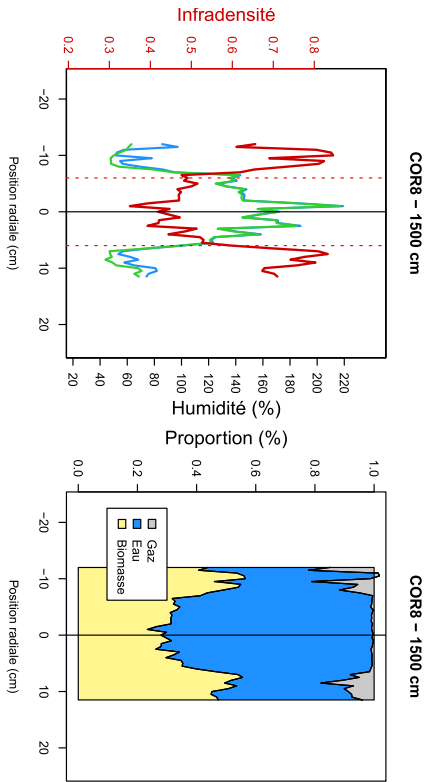 COR8 − 1500 cm
Infradensité
0.2 0.3 0.4 0.5 0.6 0.7 0.8
−20 −10 0 10 20
Position radiale (cm)
20 40 60 80 100 120 140 160 180 200 220
Humidité (%)
COR8 − 1500 cm
Proportion (%)
0.0 0.2 0.4 0.6 0.8 1.0
Gaz
Eau
Biomasse
−20 −10 0 10 20
Position radiale (cm)